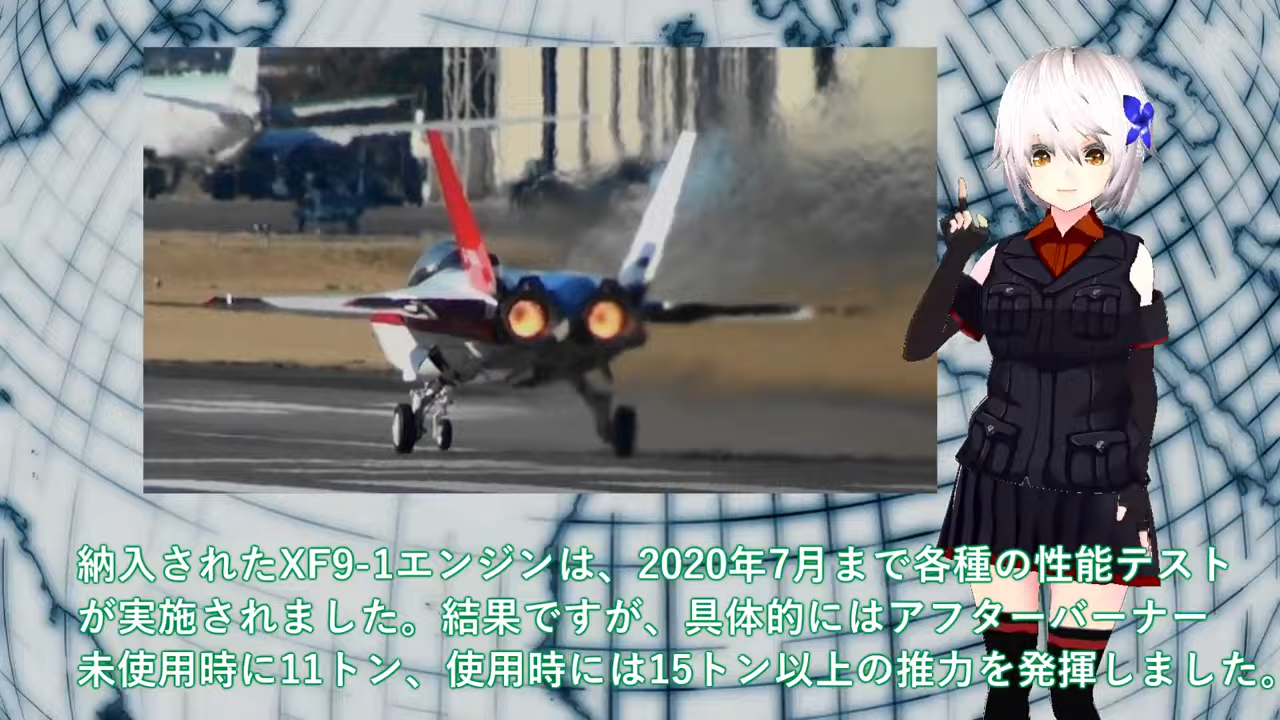 納入されたXF9-1エンジンは、2020年7月まで各種の性能テスト
が実施されました。結果ですが、具体的にはアフターバーナー
未使用時に11トン、使用時には15トン以上の推力を発揮しました。